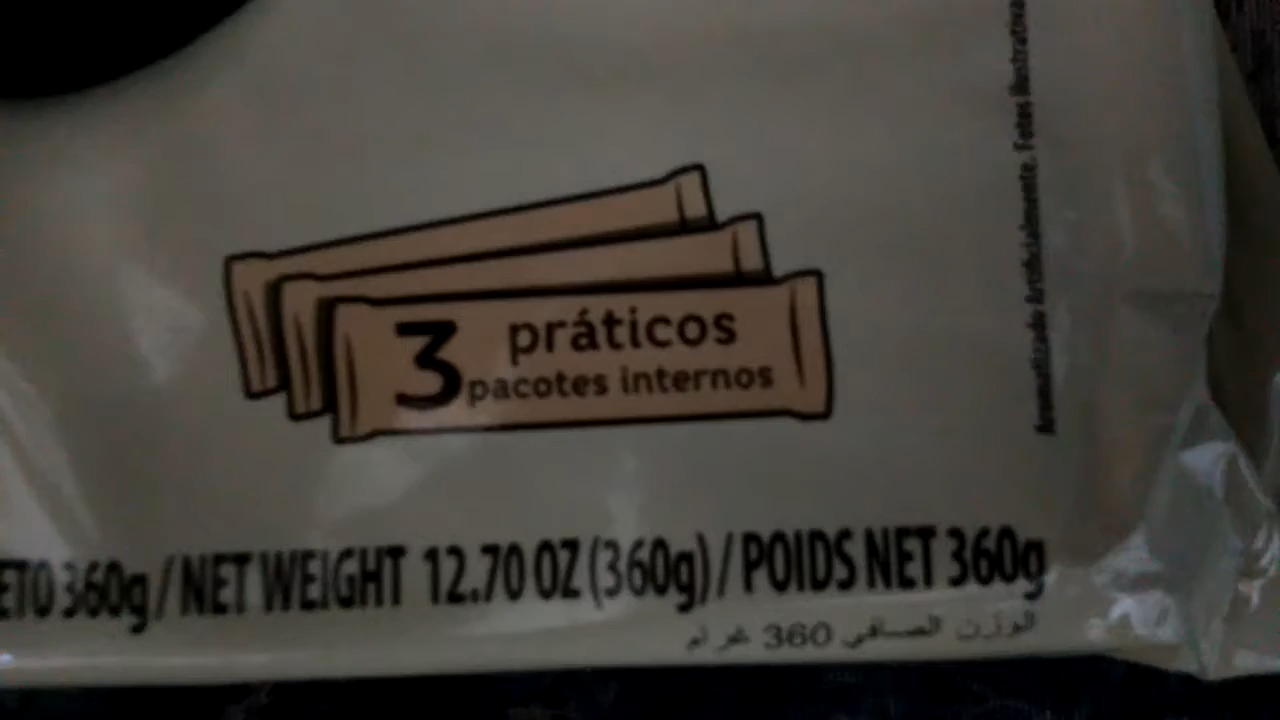 3 práticos
pacotes internos
Aromatizado Artificialmente. Fotos ilustrativa
ETO 360g / NET WEIGHT 12.70 OZ (360g) / POIDS NET 360g
الوزن الصافي 360 غرام